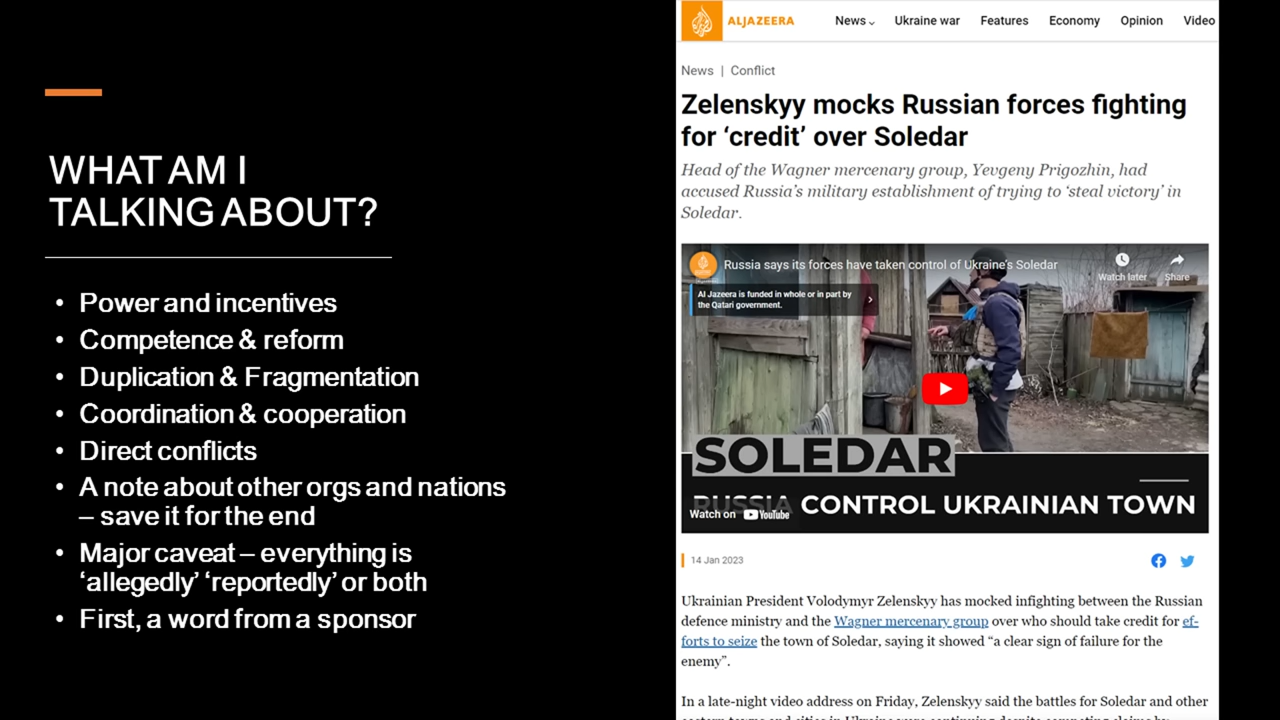 WHAT AM I
TALKING ABOUT?
• Power and incentives
• Competence & reform
• Duplication & Fragmentation
• Coordination & cooperation
• Direct conflicts
• A note about other orgs and nations
– save it for the end
• Major caveat – everything is
‘allegedly’ ‘reportedly’ or both
• First, a word from a sponsor
ALJAZEERA News Ukraine war Features Economy Opinion Video
News | Conflict
Zelenskyy mocks Russian forces fighting
for ‘credit’ over Soledar
Head of the Wagner mercenary group, Yevgeny Prigozhin, had
accused Russia’s military establishment of trying to ‘steal victory’ in
Soledar.
Russia says its forces have taken control of Ukraine's Soledar
Watch later Share
Al Jazeera is funded in whole or in part by
the Qatari government.
SOLEDAR
RUSSIA CONTROL UKRAINIAN TOWN
Watch on YouTube
14 Jan 2023
Ukrainian President Volodymyr Zelenskyy has mocked infighting between the Russian
defence ministry and the Wagner mercenary group over who should take credit for ef-
forts to seize the town of Soledar, saying it showed “a clear sign of failure for the
enemy”.
In a late-night video address on Friday, Zelenskyy said the battles for Soledar and other